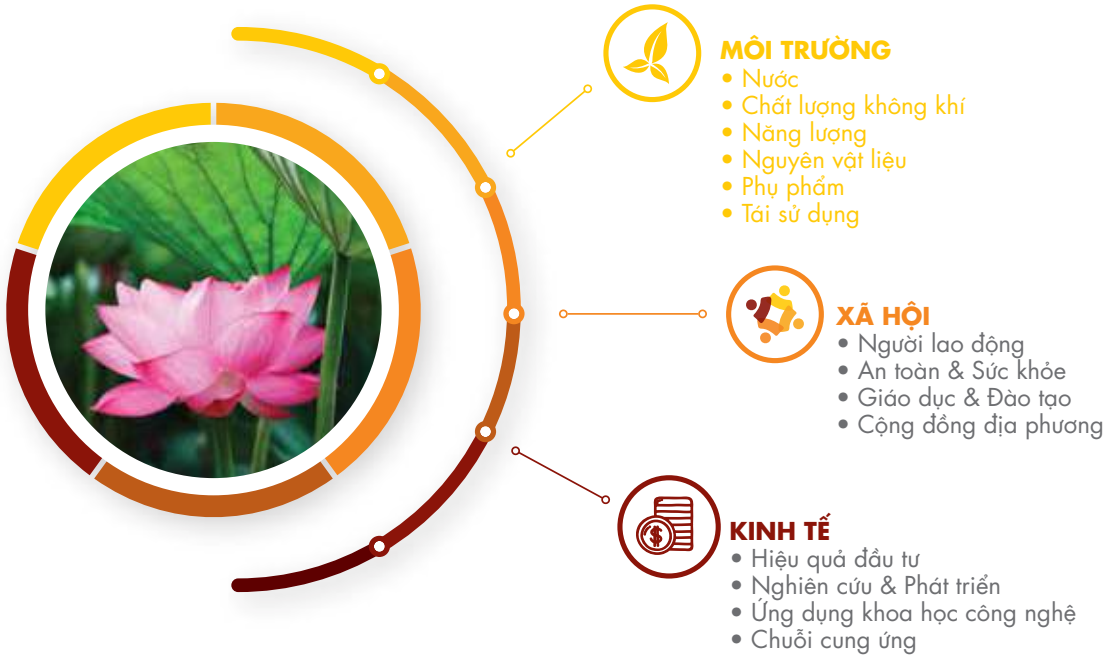 MÔI TRƯỜNG
• Nước
• Chất lượng không khí
• Năng lượng
• Nguyên vật liệu
• Phụ phẩm
• Tái sử dụng
XÃ HỘI
• Người lao động
• An toàn & Sức khỏe
• Giáo dục & Đào tạo
• Cộng đồng địa phương
$
KINH TẾ
• Hiệu quả đầu tư
• Nghiên cứu & Phát triển
• Ứng dụng khoa học công nghệ
• Chuỗi cung ứng